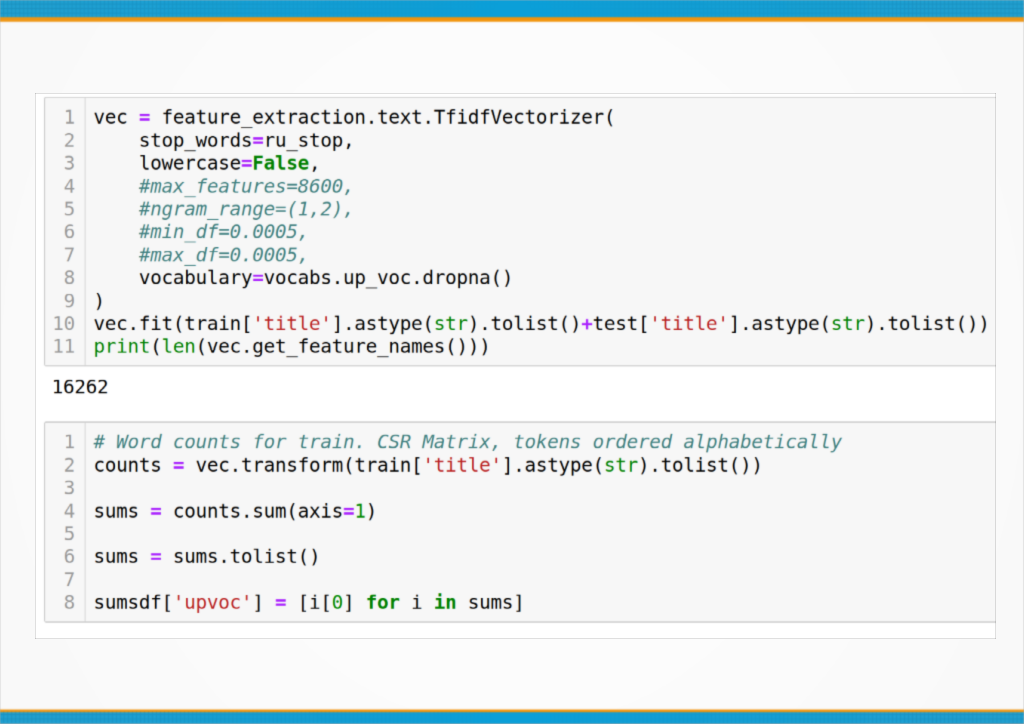 1 vec = feature_extraction.text.TfidfVectorizer(
2     stop_words=ru_stop,
3     lowercase=False,
4     #max_features=8600,
5     #ngram_range=(1,2),
6     #min_df=0.0005,
7     #max_df=0.0005,
8     vocabulary=vocabs.up_voc.dropna()
9 )
10 vec.fit(train['title'].astype(str).tolist()+test['title'].astype(str).tolist())
11 print(len(vec.get_feature_names()))
16262
1 # Word counts for train. CSR Matrix, tokens ordered alphabetically
2 counts = vec.transform(train['title'].astype(str).tolist())
3
4 sums = counts.sum(axis=1)
5
6 sums = sums.tolist()
7
8 sumsdf['upvoc'] = [i[0] for i in sums]